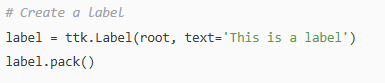 # Create a label
label = ttk.Label(root, text='This is a label')
label.pack()